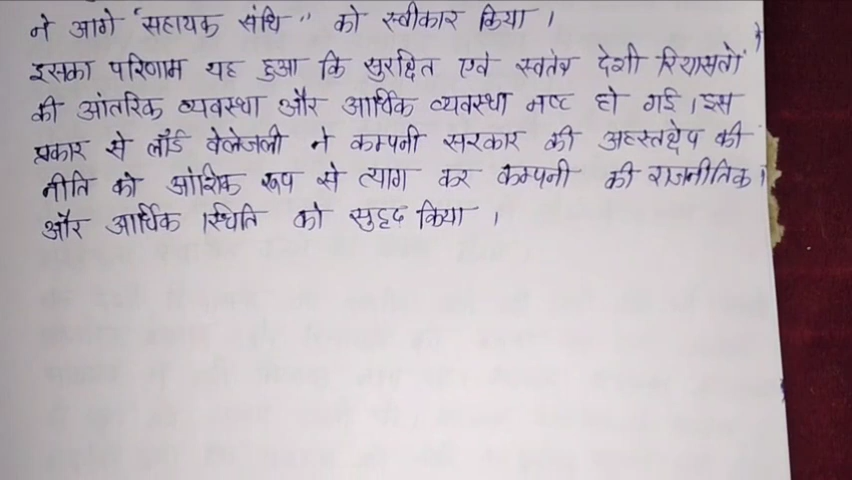 ने आगे "सहायक संधि" को स्वीकार किया ।
इसका परिणाम यह हुआ कि सुरक्षित एवं स्वतंत्र देशी रियासतों
की आंतरिक व्यवस्था और आर्थिक व्यवस्था नष्ट हो गई । इस
प्रकार से लॉर्ड वेलेजली ने कम्पनी सरकार की अहस्तक्षेप की
नीति को आंशिक रूप से त्याग कर कम्पनी की राजनीतिक
और आर्थिक स्थिति को सुदृढ किया ।